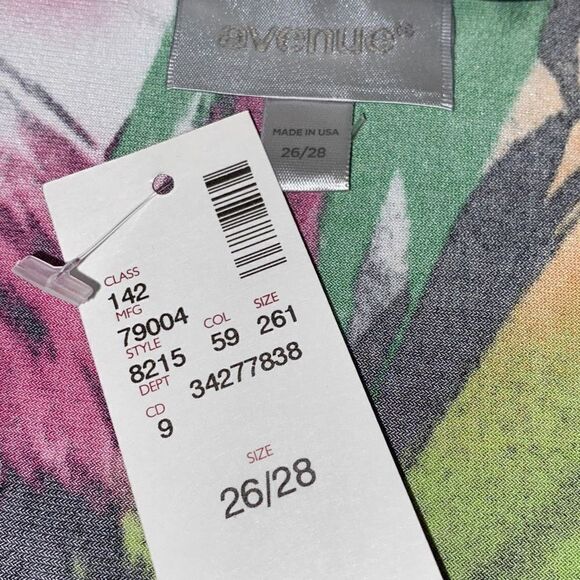 avenue®
MADE IN USA
26/28
CLASS
142
MFG
79004
STYLE COL SIZE
8215 59 261
DEPT 34277838
CD
9
SIZE
26/28